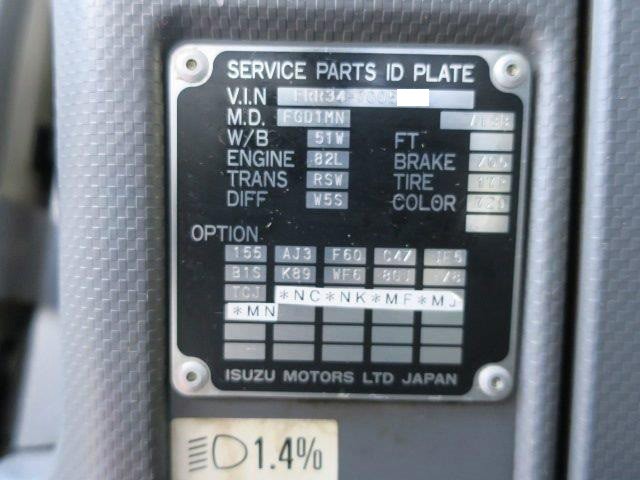 SERVICE PARTS ID PLATE
V.I.N FRR34
M.D. FGD1MN
W/B 51W FT
ENGINE 82L BRAKE
TRANS RSW TIRE
DIFF W5S COLOR
OPTION
155 AJ3 F60
B1S K89 WF6
TCJ *NC*NK*MF*MJ
*MN
ISUZU MOTORS LTD JAPAN
1.4%